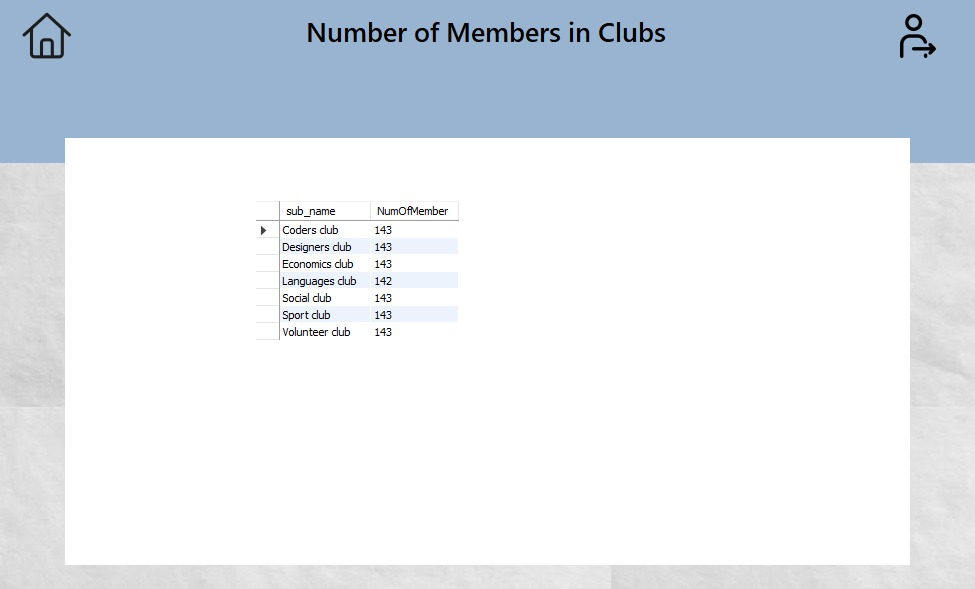 Number of Members in Clubs
sub_name NumOfMember
Coders club 143
Designers club 143
Economics club 143
Languages club 142
Social club 143
Sport club 143
Volunteer club 143